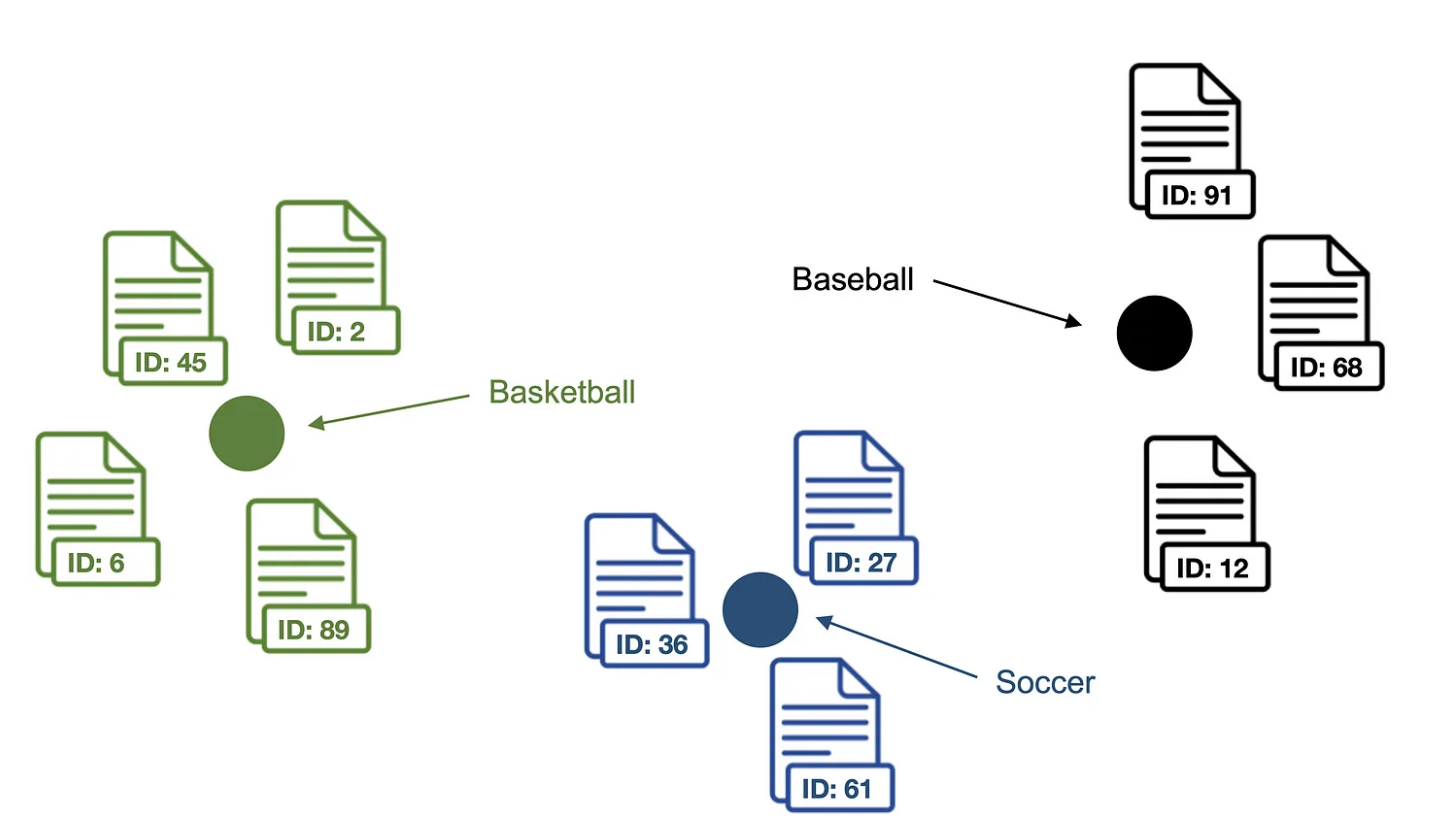 ID: 91
ID: 2
Baseball
ID: 68
ID: 45
Basketball
ID: 27
ID: 6
ID: 12
ID: 89
ID: 36
Soccer
ID: 61